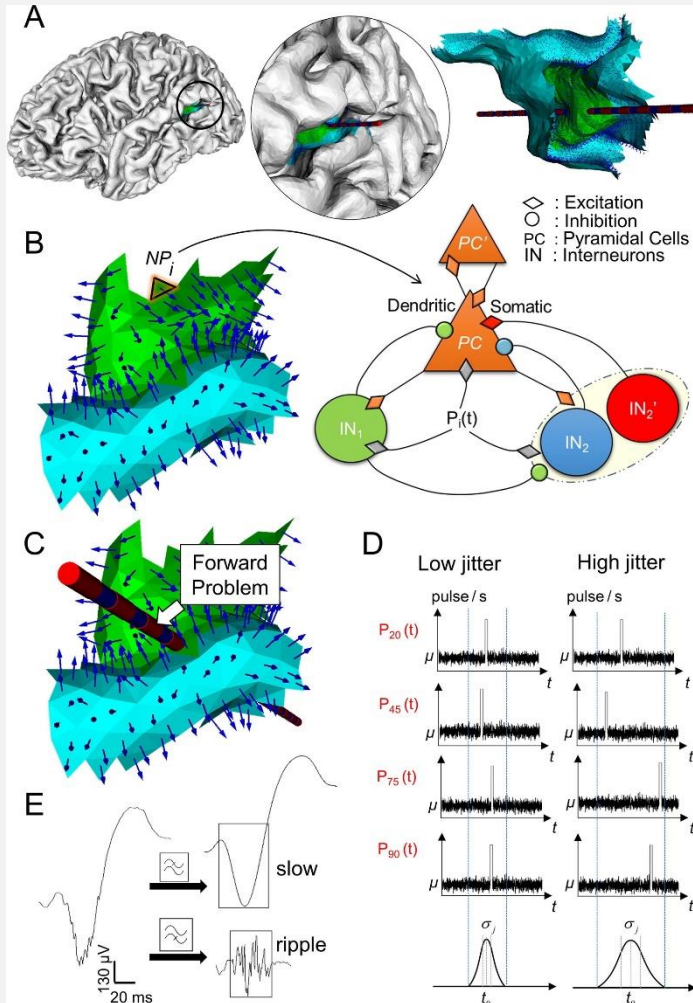 A
◇ : Excitation
○ : Inhibition
PC : Pyramidal Cells
IN : Interneurons
B
NPi
PC'
Dendritic
Somatic
PC
IN1
Pi(t)
IN2
IN2'
C
Forward
Problem
D
Low jitter
High jitter
pulse / s
pulse / s
P20 (t)
μ
t
μ
t
P45 (t)
μ
t
μ
t
P75 (t)
μ
t
μ
t
P90 (t)
μ
t
μ
t
σj
σj
t0
t0
E
slow
ripple
130 μV
20 ms